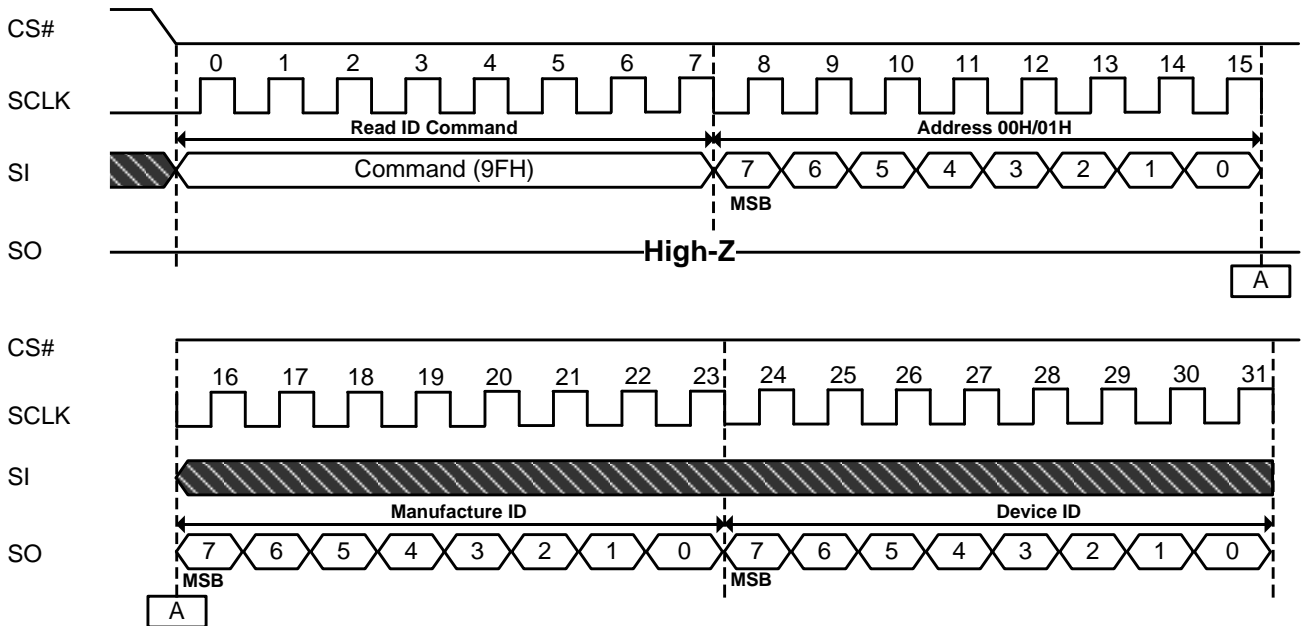 CS#
0 1 2 3 4 5 6 7 8 9 10 11 12 13 14 15
SCLK
Read ID Command Address 00H/01H
SI Command (9FH) 7 6 5 4 3 2 1 0
MSB
SO High-Z
A
CS#
16 17 18 19 20 21 22 23 24 25 26 27 28 29 30 31
SCLK
SI
Manufacture ID Device ID
SO 7 6 5 4 3 2 1 0 7 6 5 4 3 2 1 0
MSB MSB
A